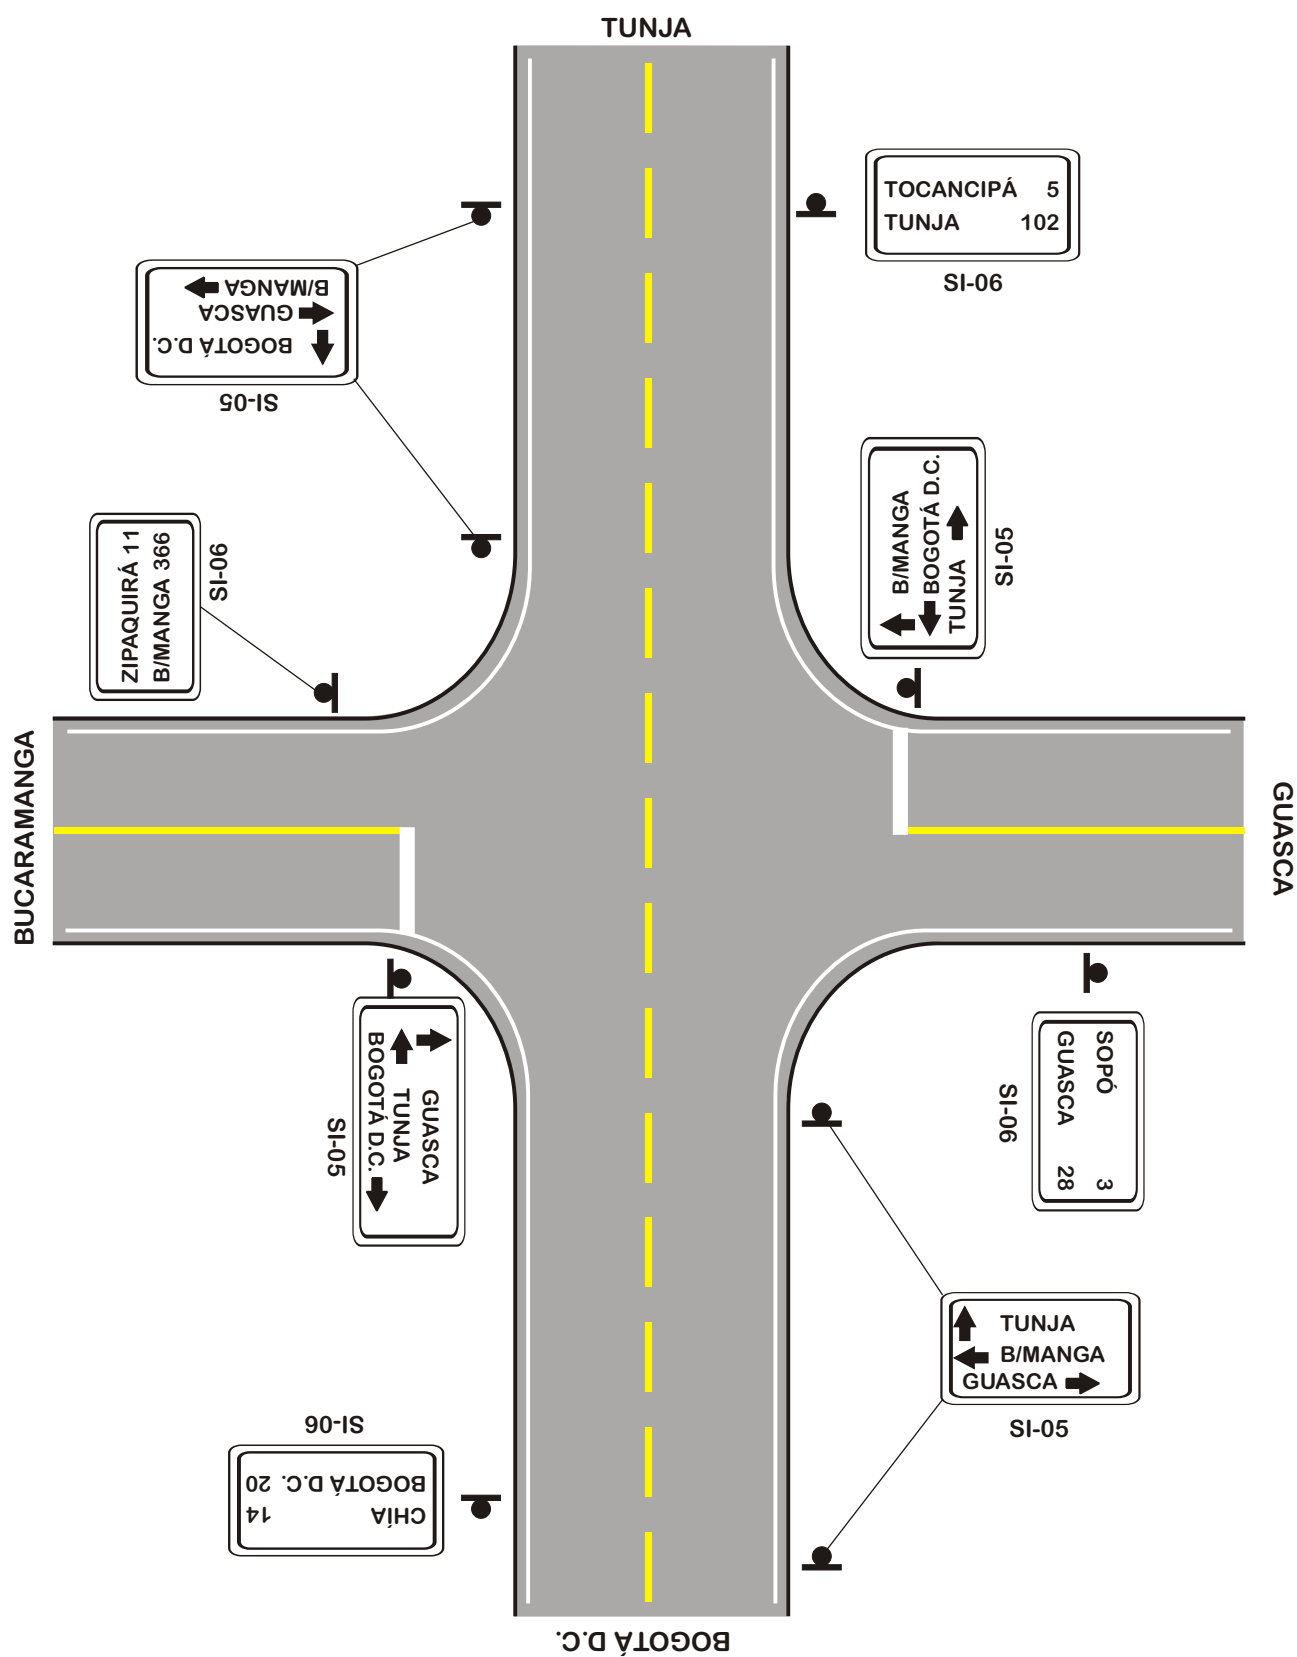 TUNJA
TOCANCIPÁ 5
TUNJA 102
SI-06
BOGOTÁ D.C.
GUASCA
B/MANGA
SI-05
B/MANGA
BOGOTÁ D.C.
TUNJA
SI-05
ZIPAQUIRÁ 11
B/MANGA 366
SI-06
BUCARAMANGA
GUASCA
GUASCA
TUNJA
BOGOTÁ D.C.
SI-05
SOPÓ 3
GUASCA 28
SI-06
TUNJA
B/MANGA
GUASCA
SI-05
SI-06
CHÍA 14
BOGOTÁ D.C. 20
BOGOTÁ D.C.